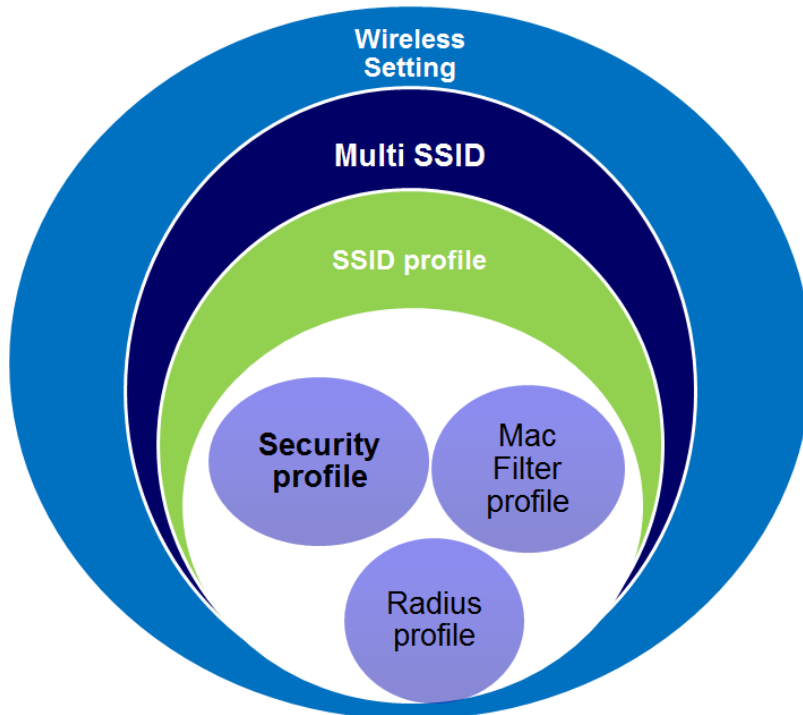 Wireless
Setting
Multi SSID
SSID profile
Security
profile
Mac
Filter
profile
Radius
profile